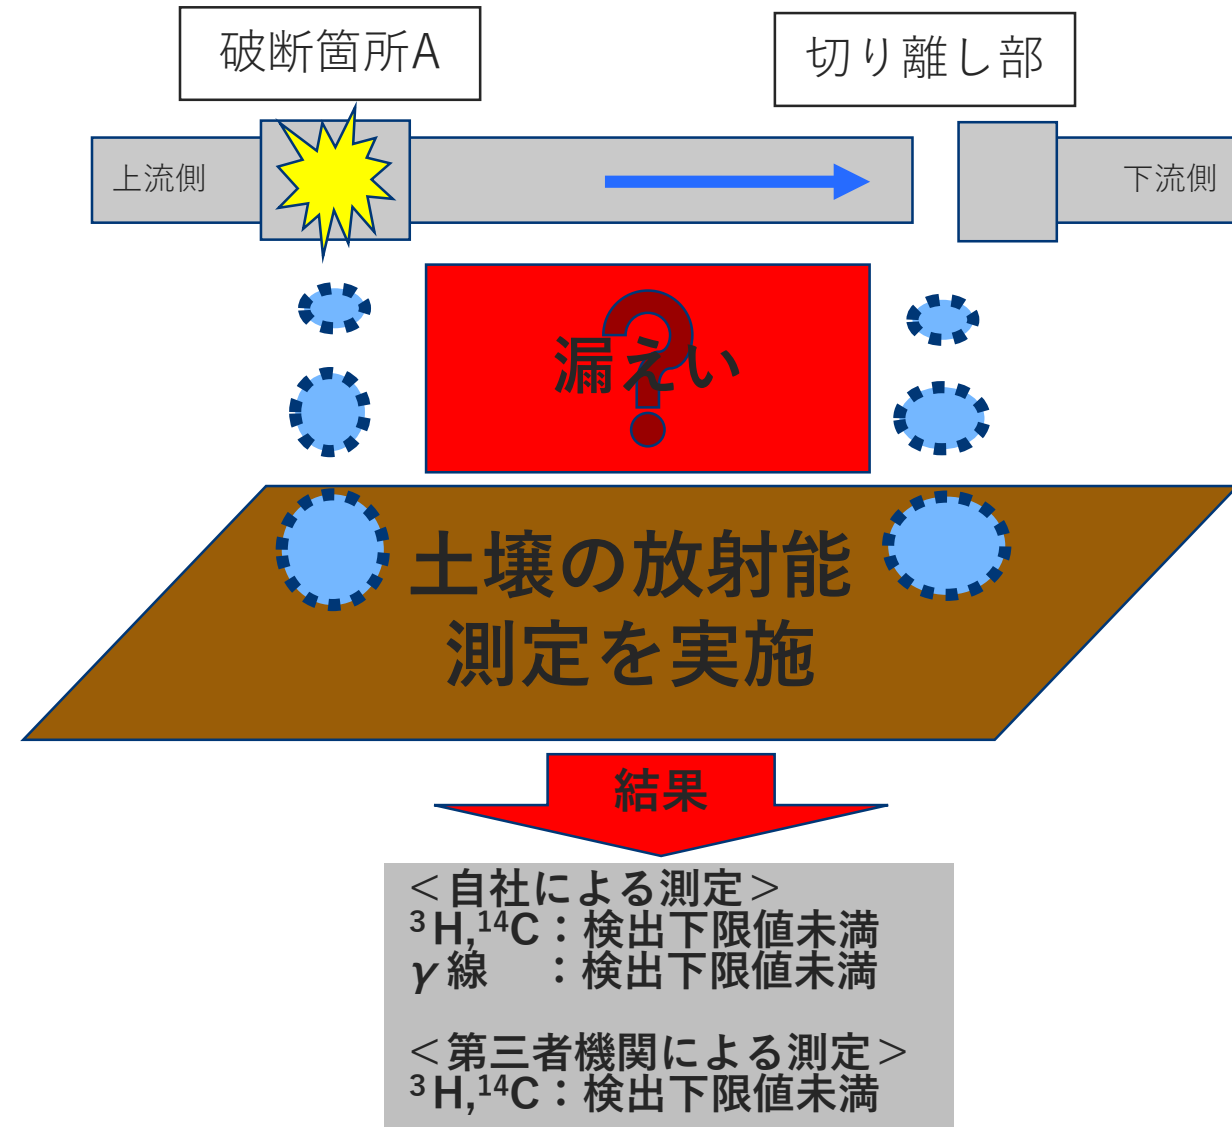 破断箇所A
切り離し部
上流側
下流側
?
漏えい
土壌の放射能
測定を実施
結果
＜自社による測定＞
³H,¹⁴C：検出下限値未満
γ線　：検出下限値未満
＜第三者機関による測定＞
³H,¹⁴C：検出下限値未満